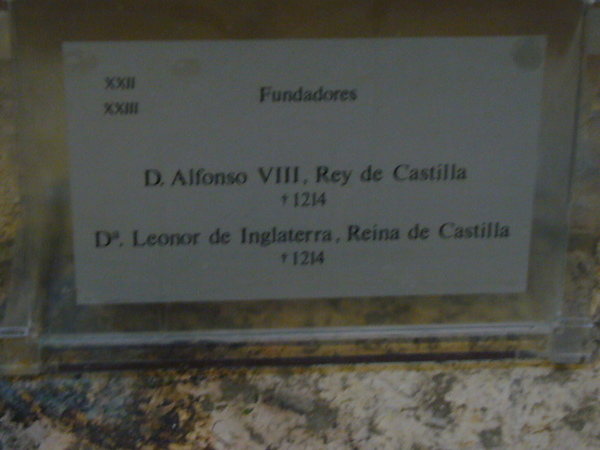 XXII
XXIII
Fundadores
D. Alfonso VIII, Rey de Castilla
† 1214
Dª. Leonor de Inglaterra, Reina de Castilla
† 1214